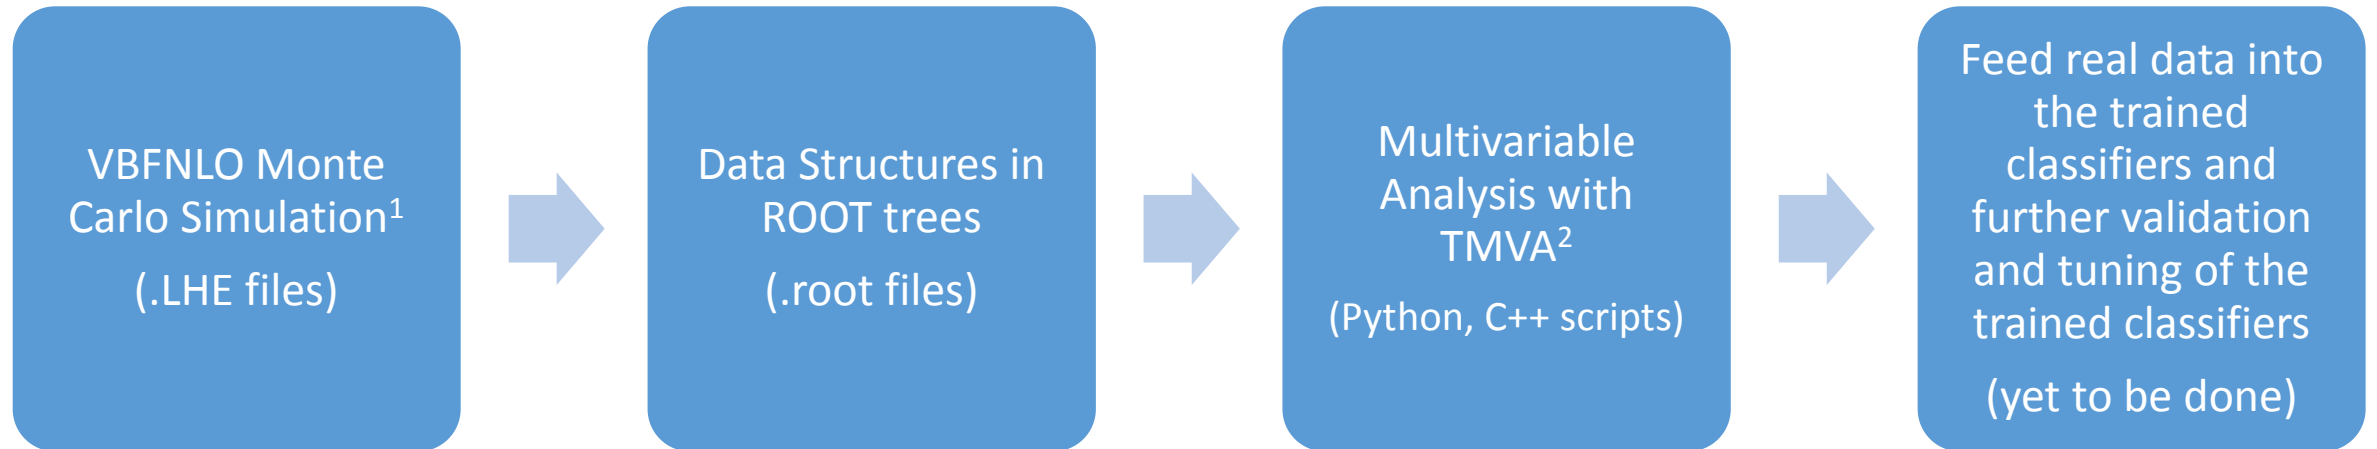 VBFNLO Monte
Carlo Simulation¹
(.LHE files)
Data Structures in
ROOT trees
(.root files)
Multivariable
Analysis with
TMVA²
(Python, C++ scripts)
Feed real data into
the trained
classifiers and
further validation
and tuning of the
trained classifiers
(yet to be done)